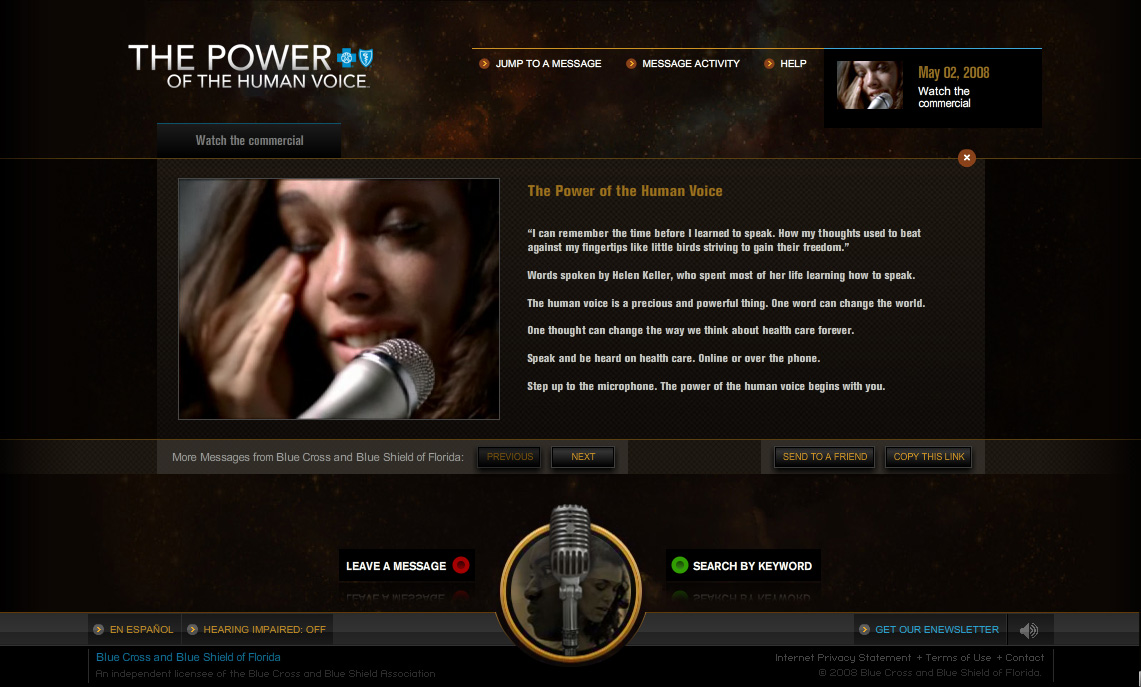 THE POWER
OF THE HUMAN VOICE
JUMP TO A MESSAGE
MESSAGE ACTIVITY
HELP
May 02, 2008
Watch the
commercial
Watch the commercial
The Power of the Human Voice
“I can remember the time before I learned to speak. How my thoughts used to beat
against my fingertips like little birds striving to gain their freedom.”
Words spoken by Helen Keller, who spent most of her life learning how to speak.
The human voice is a precious and powerful thing. One word can change the world.
One thought can change the way we think about health care forever.
Speak and be heard on health care. Online or over the phone.
Step up to the microphone. The power of the human voice begins with you.
More Messages from Blue Cross and Blue Shield of Florida:
PREVIOUS
NEXT
SEND TO A FRIEND
COPY THIS LINK
LEAVE A MESSAGE
SEARCH BY KEYWORD
EN ESPAÑOL
HEARING IMPAIRED: OFF
GET OUR ENEWSLETTER
Blue Cross and Blue Shield of Florida
An independent licensee of the Blue Cross and Blue Shield Association
Internet Privacy Statement + Terms of Use + Contact
© 2008 Blue Cross and Blue Shield of Florida.